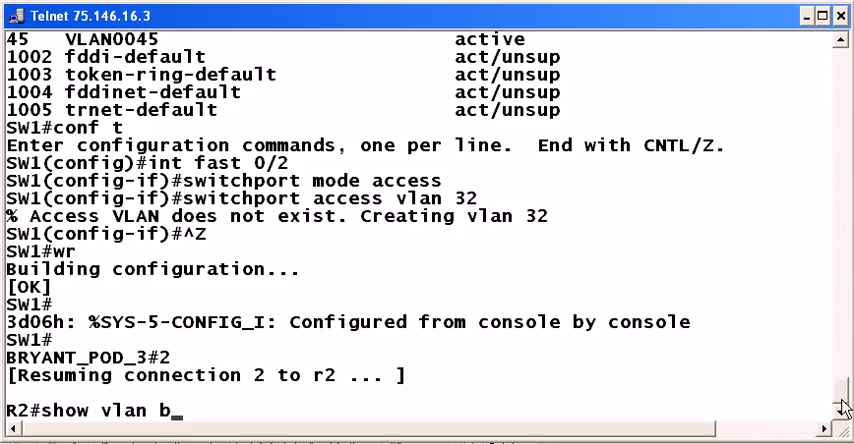 Telnet 75.146.16.3
45 VLAN0045 active
1002 fddi-default act/unsup
1003 token-ring-default act/unsup
1004 fddinet-default act/unsup
1005 trnet-default act/unsup
SW1#conf t
Enter configuration commands, one per line. End with CNTL/Z.
SW1(config)#int fast 0/2
SW1(config-if)#switchport mode access
SW1(config-if)#switchport access vlan 32
% Access VLAN does not exist. Creating vlan 32
SW1(config-if)#^Z
SW1#wr
Building configuration...
[OK]
SW1#
3d06h: %SYS-5-CONFIG_I: Configured from console by console
SW1#
BRYANT_POD_3#2
[Resuming connection 2 to r2 ... ]
R2#show vlan b_